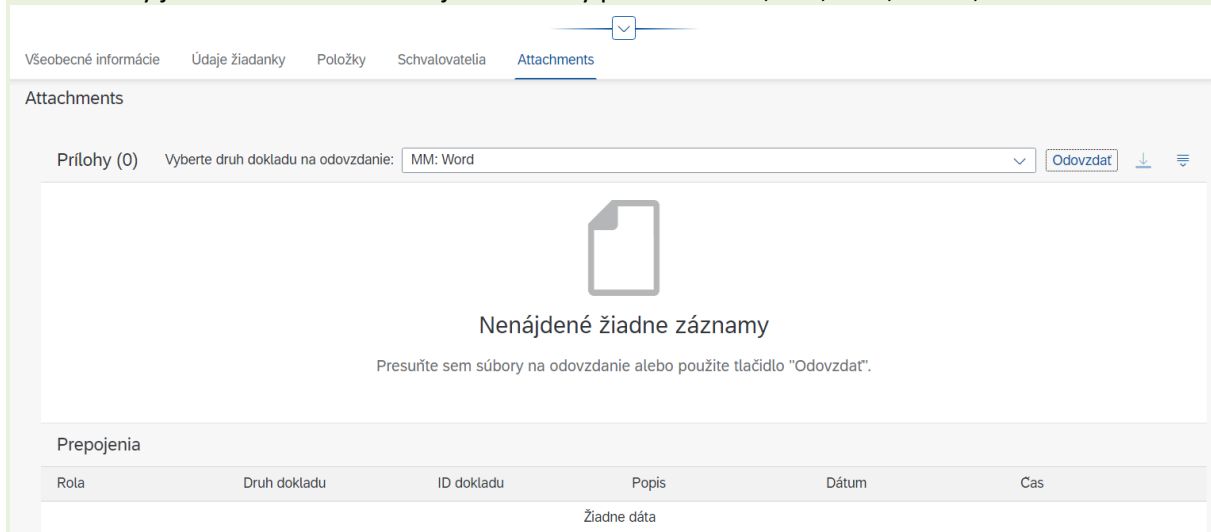 Všeobecné informácie Údaje žiadanky Položky Schvalovatelia Attachments
Attachments
Prílohy (0) Vyberte druh dokladu na odovzdanie: MM: Word Odovzdať
Nenájdené žiadne záznamy
Presuňte sem súbory na odovzdanie alebo použite tlačidlo "Odovzdať".
Prepojenia
Rola Druh dokladu ID dokladu Popis Dátum Čas
Žiadne dáta